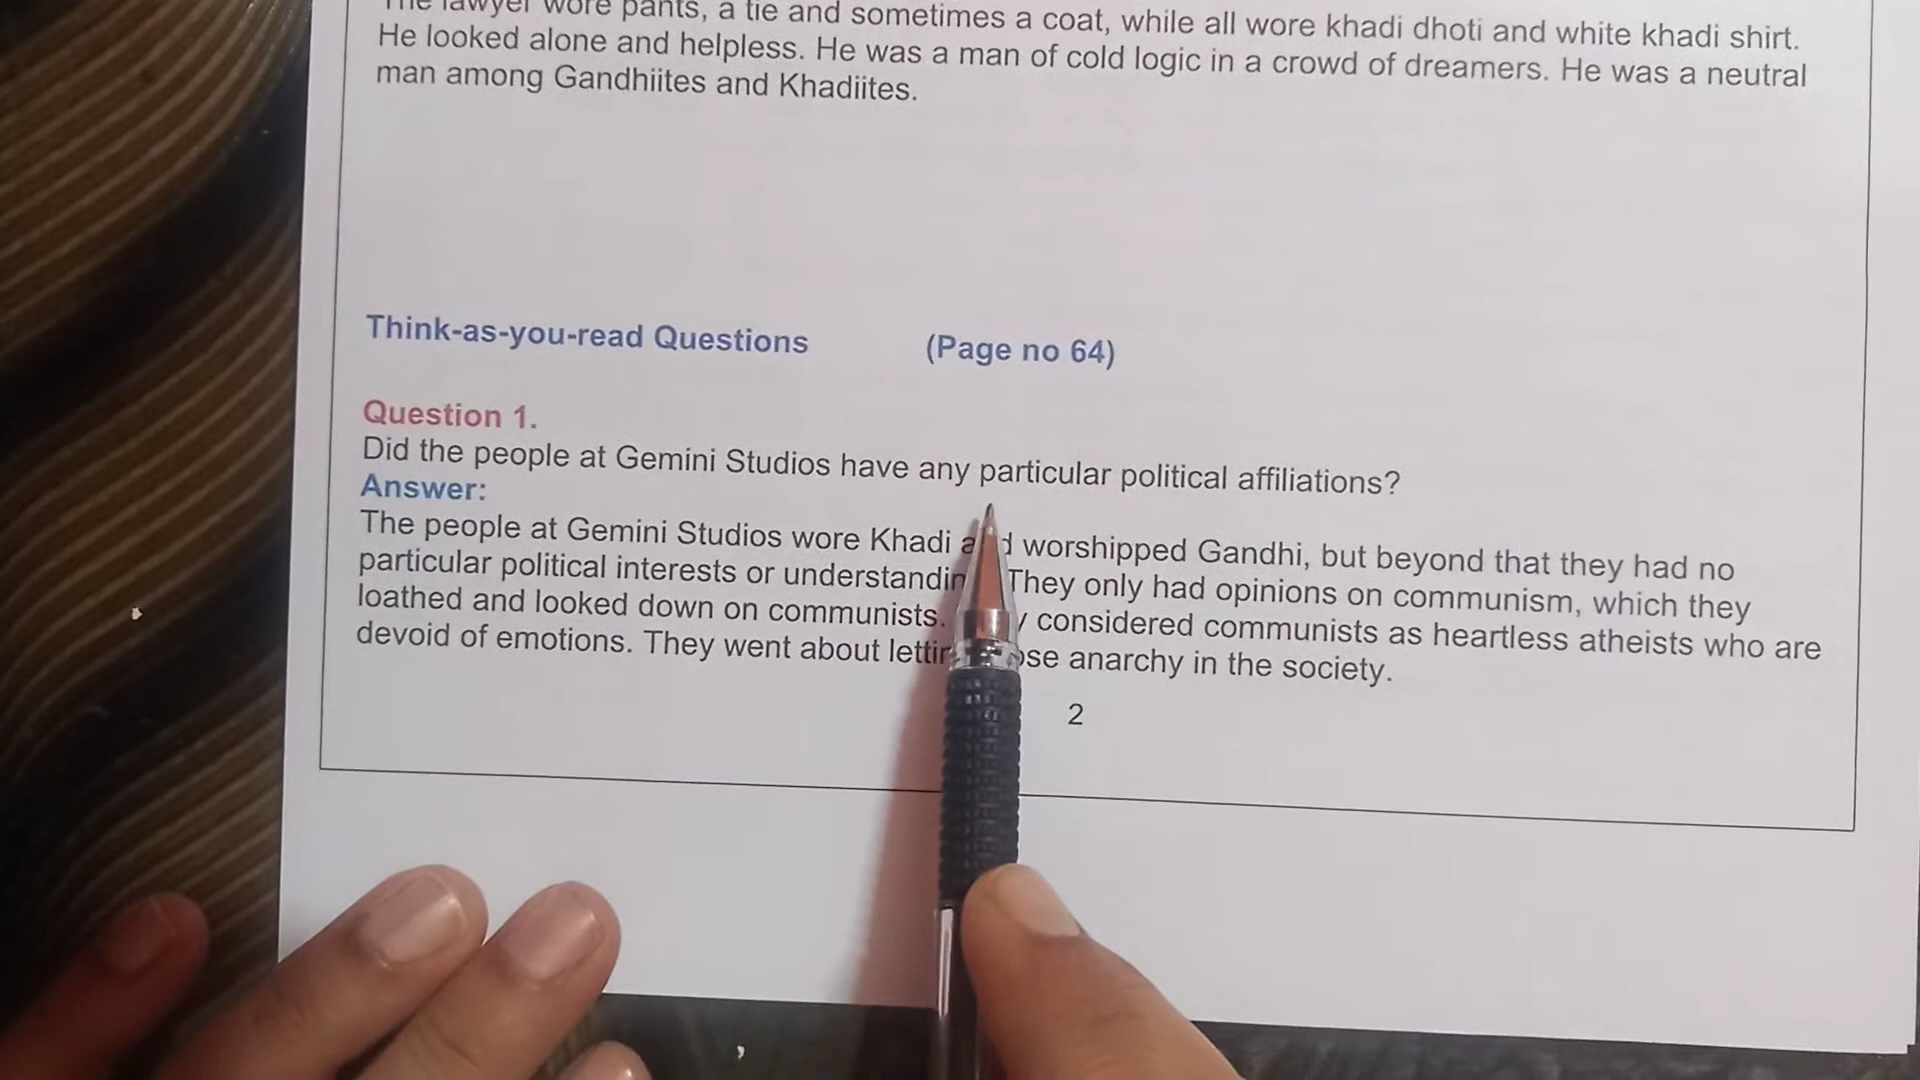 The lawyer wore pants, a tie and sometimes a coat, while all wore khadi dhoti and white khadi shirt.
He looked alone and helpless. He was a man of cold logic in a crowd of dreamers. He was a neutral
man among Gandhiites and Khadiites.
Think-as-you-read Questions (Page no 64)
Question 1.
Did the people at Gemini Studios have any particular political affiliations?
Answer:
The people at Gemini Studios wore Khadi and worshipped Gandhi, but beyond that they had no
particular political interests or understanding. They only had opinions on communism, which they
loathed and looked down on communists. considered communists as heartless atheists who are
devoid of emotions. They went about letting loose anarchy in the society.
2